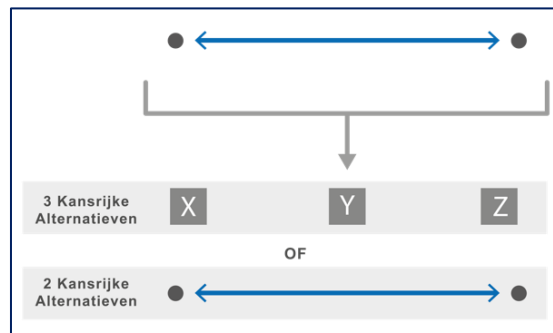 3 Kansrijke
Alternatieven
X Y Z
OF
2 Kansrijke
Alternatieven